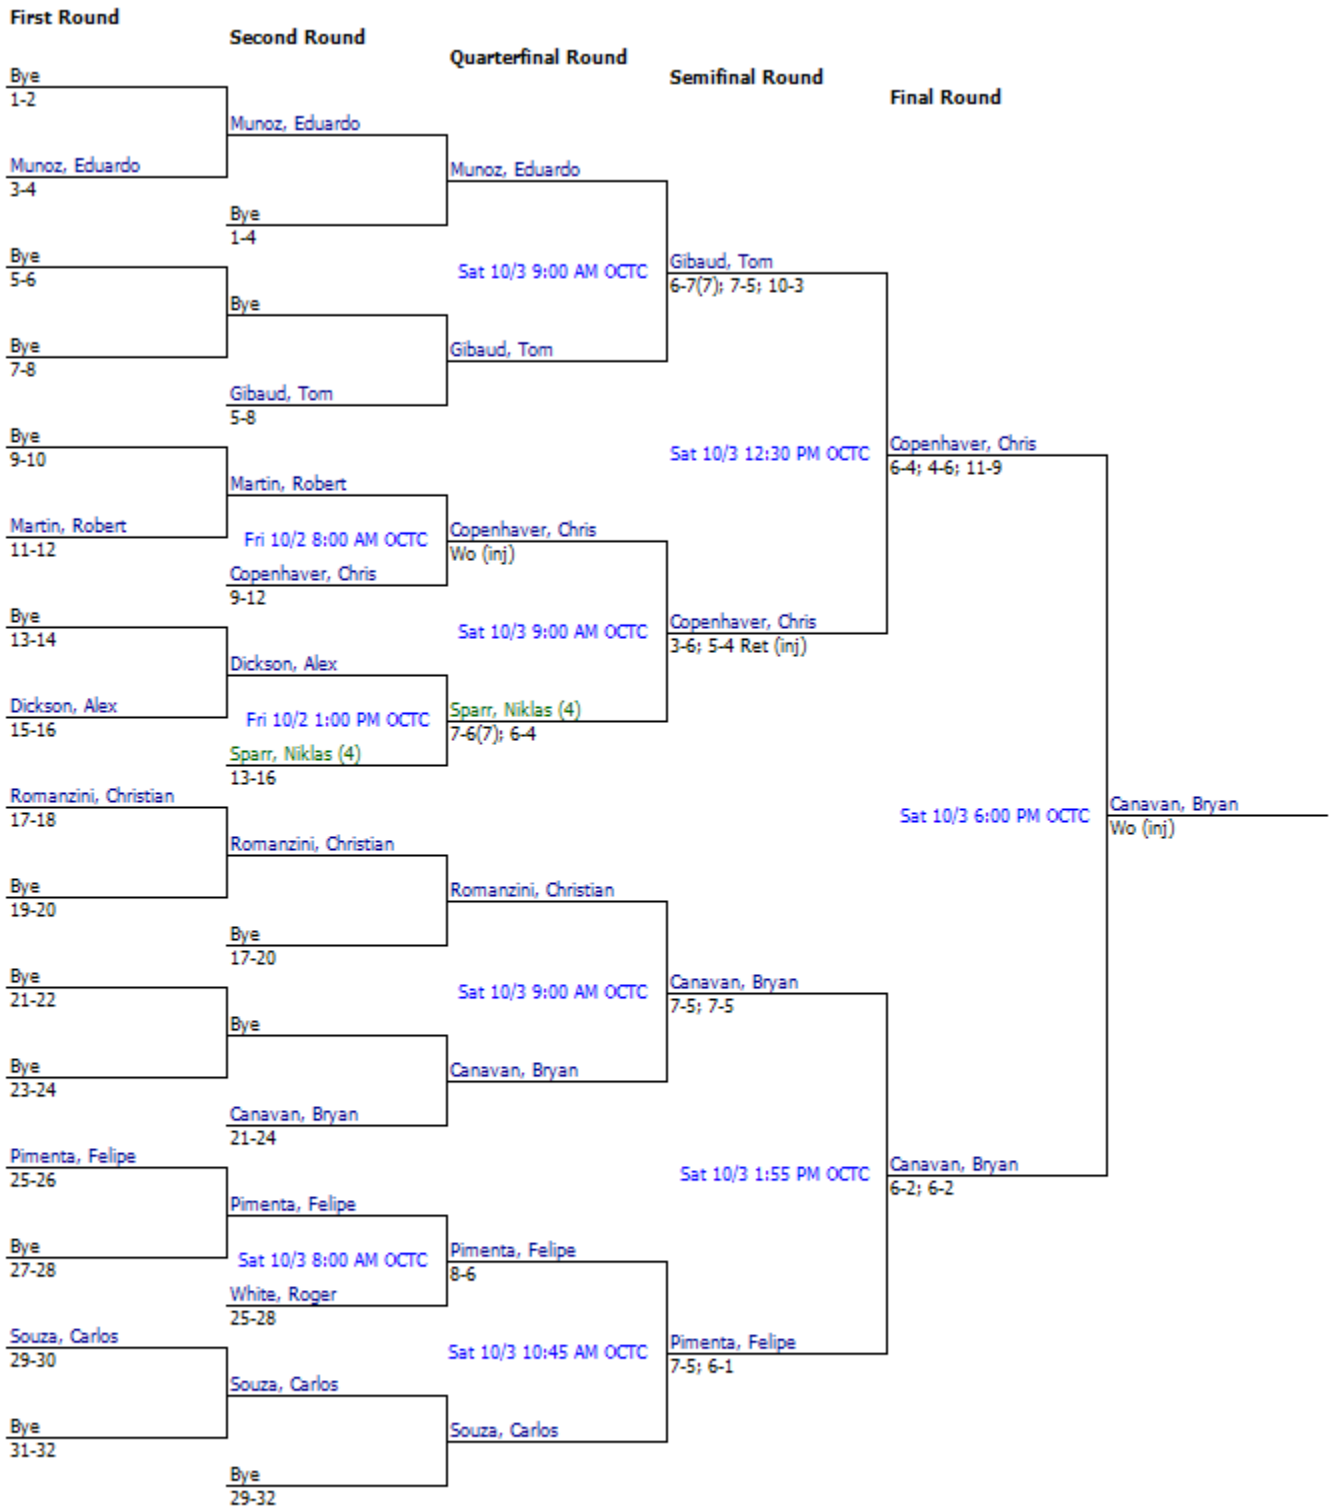 First Round
Second Round
Quarterfinal Round
Semifinal Round
Final Round
Bye
1-2
Munoz, Eduardo
Munoz, Eduardo
3-4
Munoz, Eduardo
Bye
1-4
Bye
5-6
Sat 10/3 9:00 AM OCTC
Gibaud, Tom
6-7(7); 7-5; 10-3
Bye
Bye
7-8
Gibaud, Tom
Gibaud, Tom
5-8
Bye
9-10
Sat 10/3 12:30 PM OCTC
Copenhaver, Chris
6-4; 4-6; 11-9
Martin, Robert
Martin, Robert
11-12
Fri 10/2 8:00 AM OCTC
Copenhaver, Chris
Wo (inj)
Copenhaver, Chris
9-12
Bye
13-14
Sat 10/3 9:00 AM OCTC
Copenhaver, Chris
3-6; 5-4 Ret (inj)
Dickson, Alex
Dickson, Alex
15-16
Fri 10/2 1:00 PM OCTC
Sparr, Niklas (4)
7-6(7); 6-4
Sparr, Niklas (4)
13-16
Romanzini, Christian
17-18
Sat 10/3 6:00 PM OCTC
Canavan, Bryan
Wo (inj)
Romanzini, Christian
Bye
19-20
Romanzini, Christian
Bye
17-20
Bye
21-22
Sat 10/3 9:00 AM OCTC
Canavan, Bryan
7-5; 7-5
Bye
Bye
23-24
Canavan, Bryan
Canavan, Bryan
21-24
Pimenta, Felipe
25-26
Sat 10/3 1:55 PM OCTC
Canavan, Bryan
6-2; 6-2
Pimenta, Felipe
Bye
27-28
Sat 10/3 8:00 AM OCTC
Pimenta, Felipe
8-6
White, Roger
25-28
Souza, Carlos
29-30
Sat 10/3 10:45 AM OCTC
Pimenta, Felipe
7-5; 6-1
Souza, Carlos
Bye
31-32
Souza, Carlos
Bye
29-32